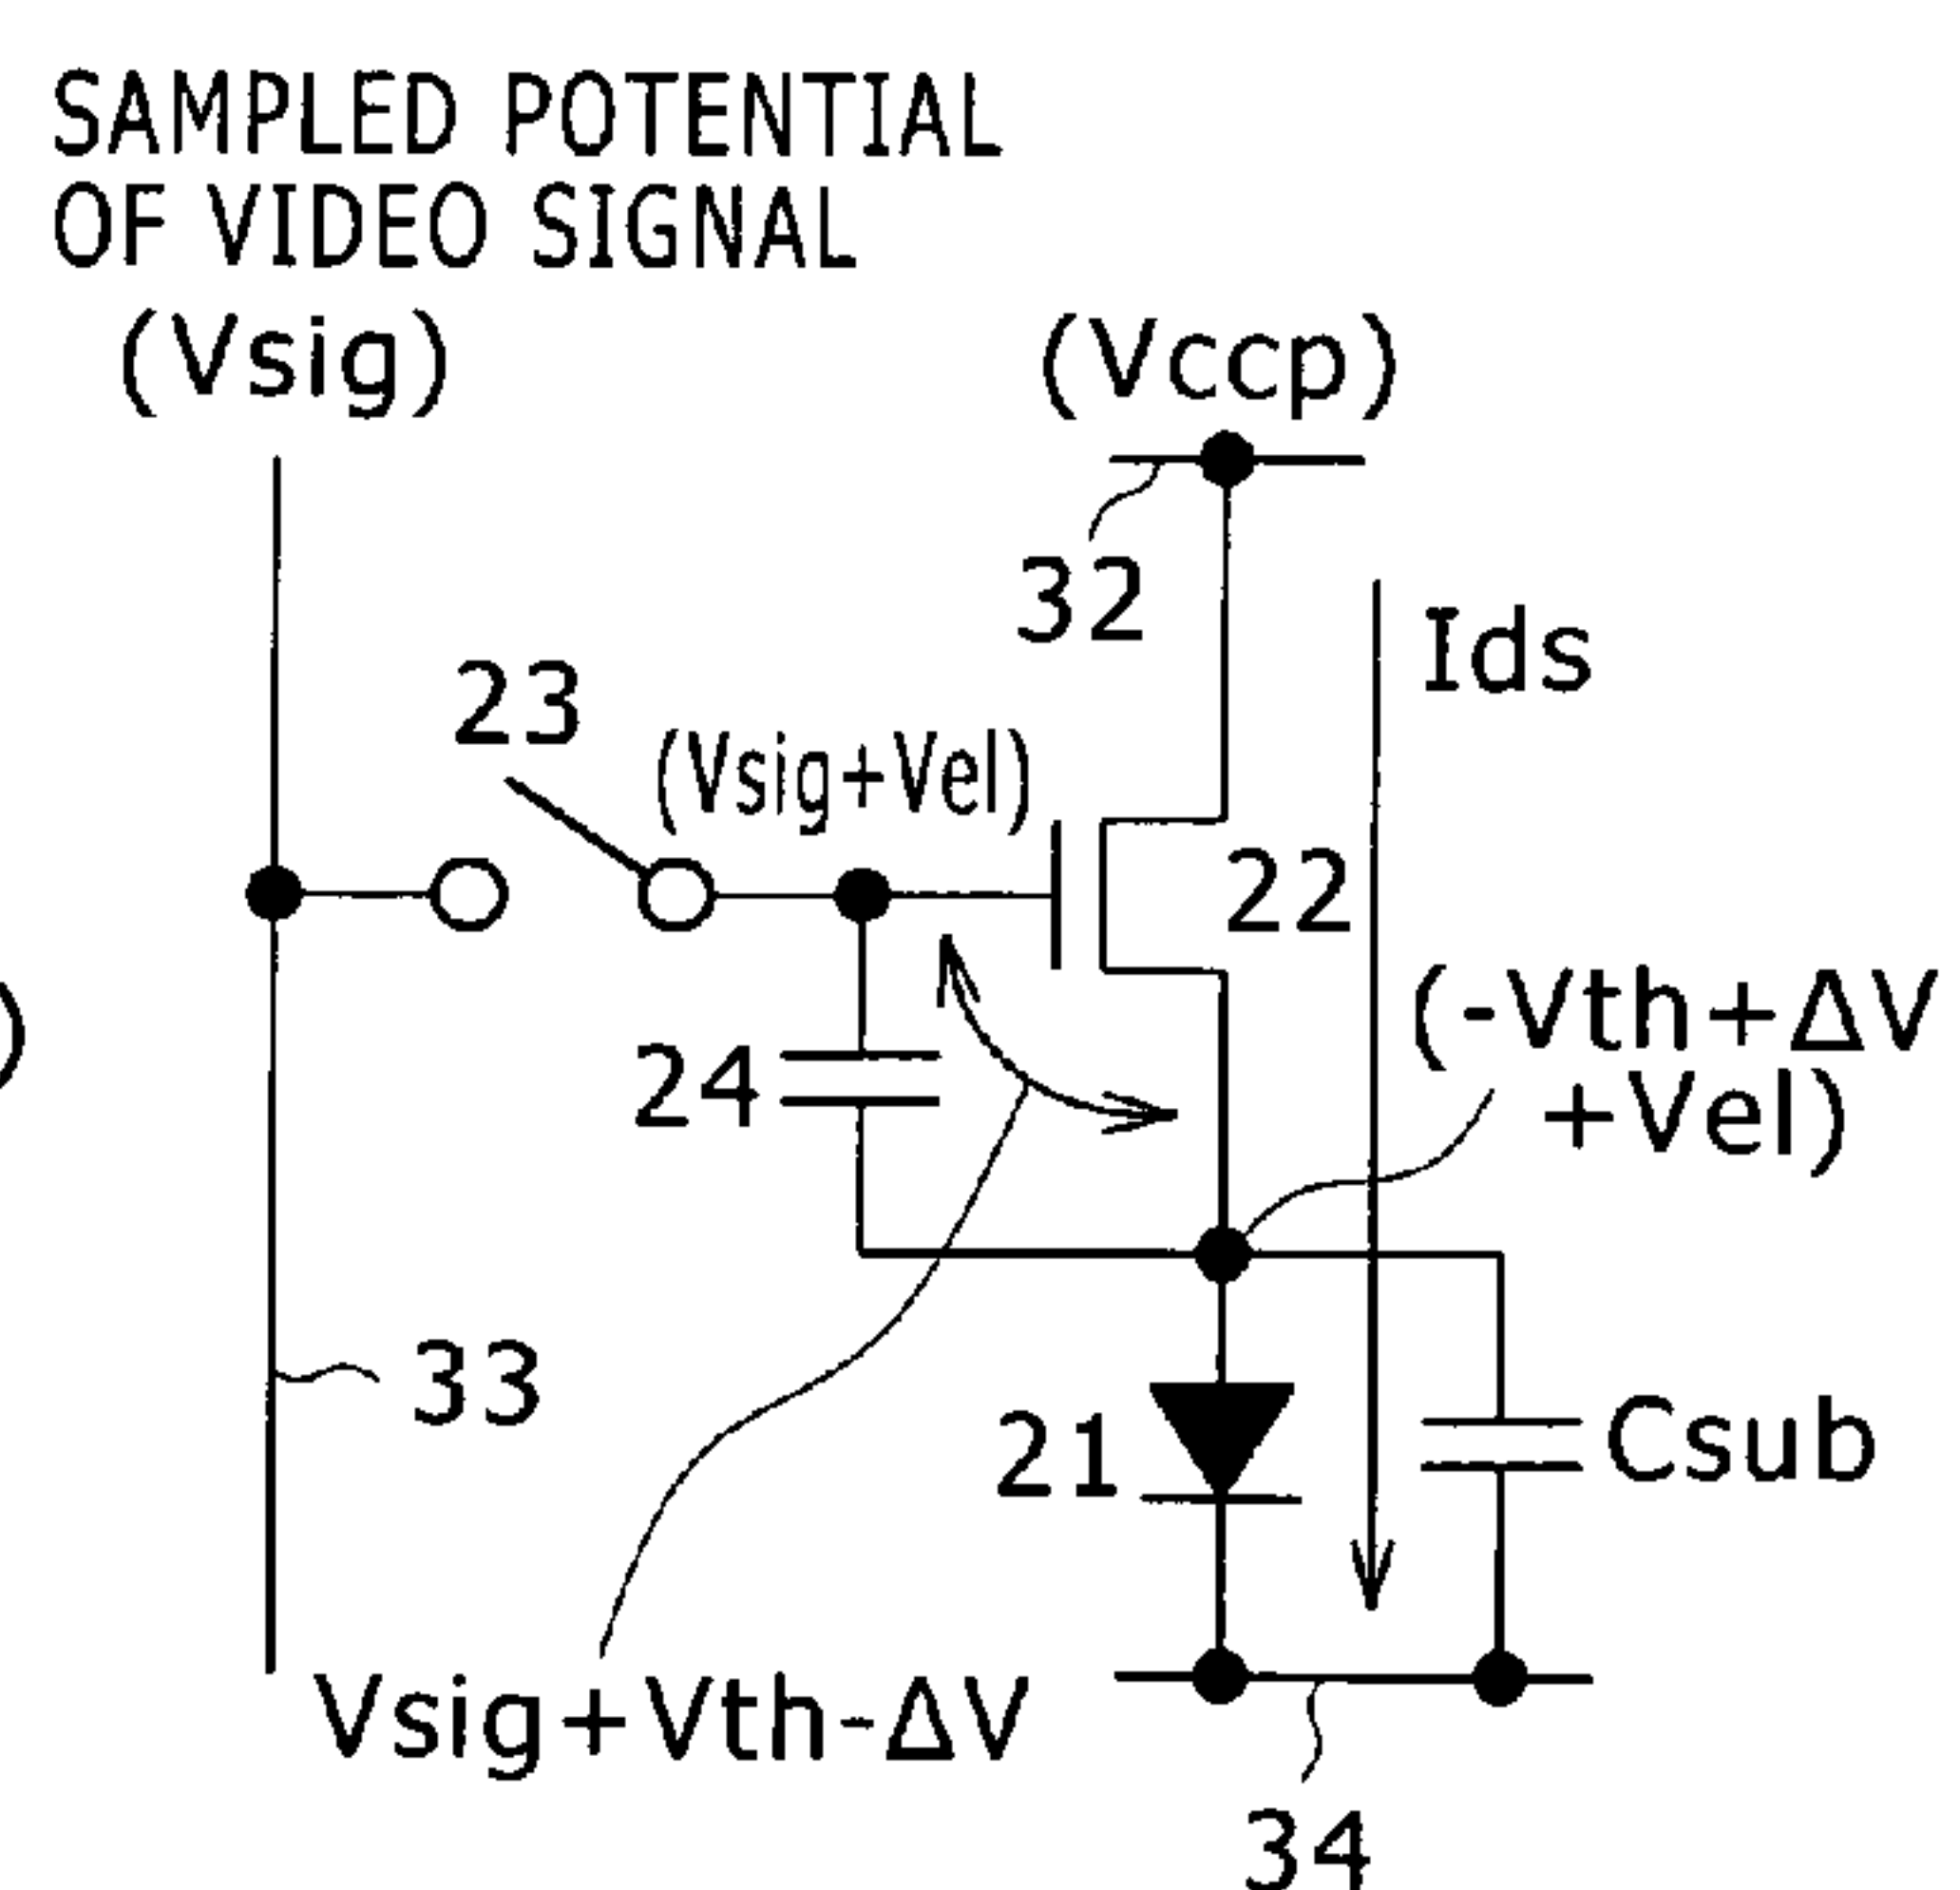 SAMPLED POTENTIAL
OF VIDEO SIGNAL
(Vsig)
(Vccp)
32
Ids
23
(Vsig+Vel)
22
(-Vth+ΔV
+Vel)
)
24
33
21
Csub
Vsig+Vth-ΔV
34